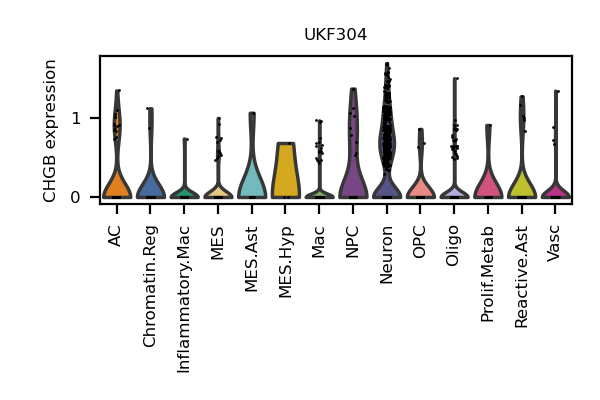 UKF304
CHGB expression
1
0
AC
Chromatin.Reg
Inflammatory.Mac
MES
MES.Ast
MES.Hyp
Mac
NPC
Neuron
OPC
Oligo
Prolif.Metab
Reactive.Ast
Vasc